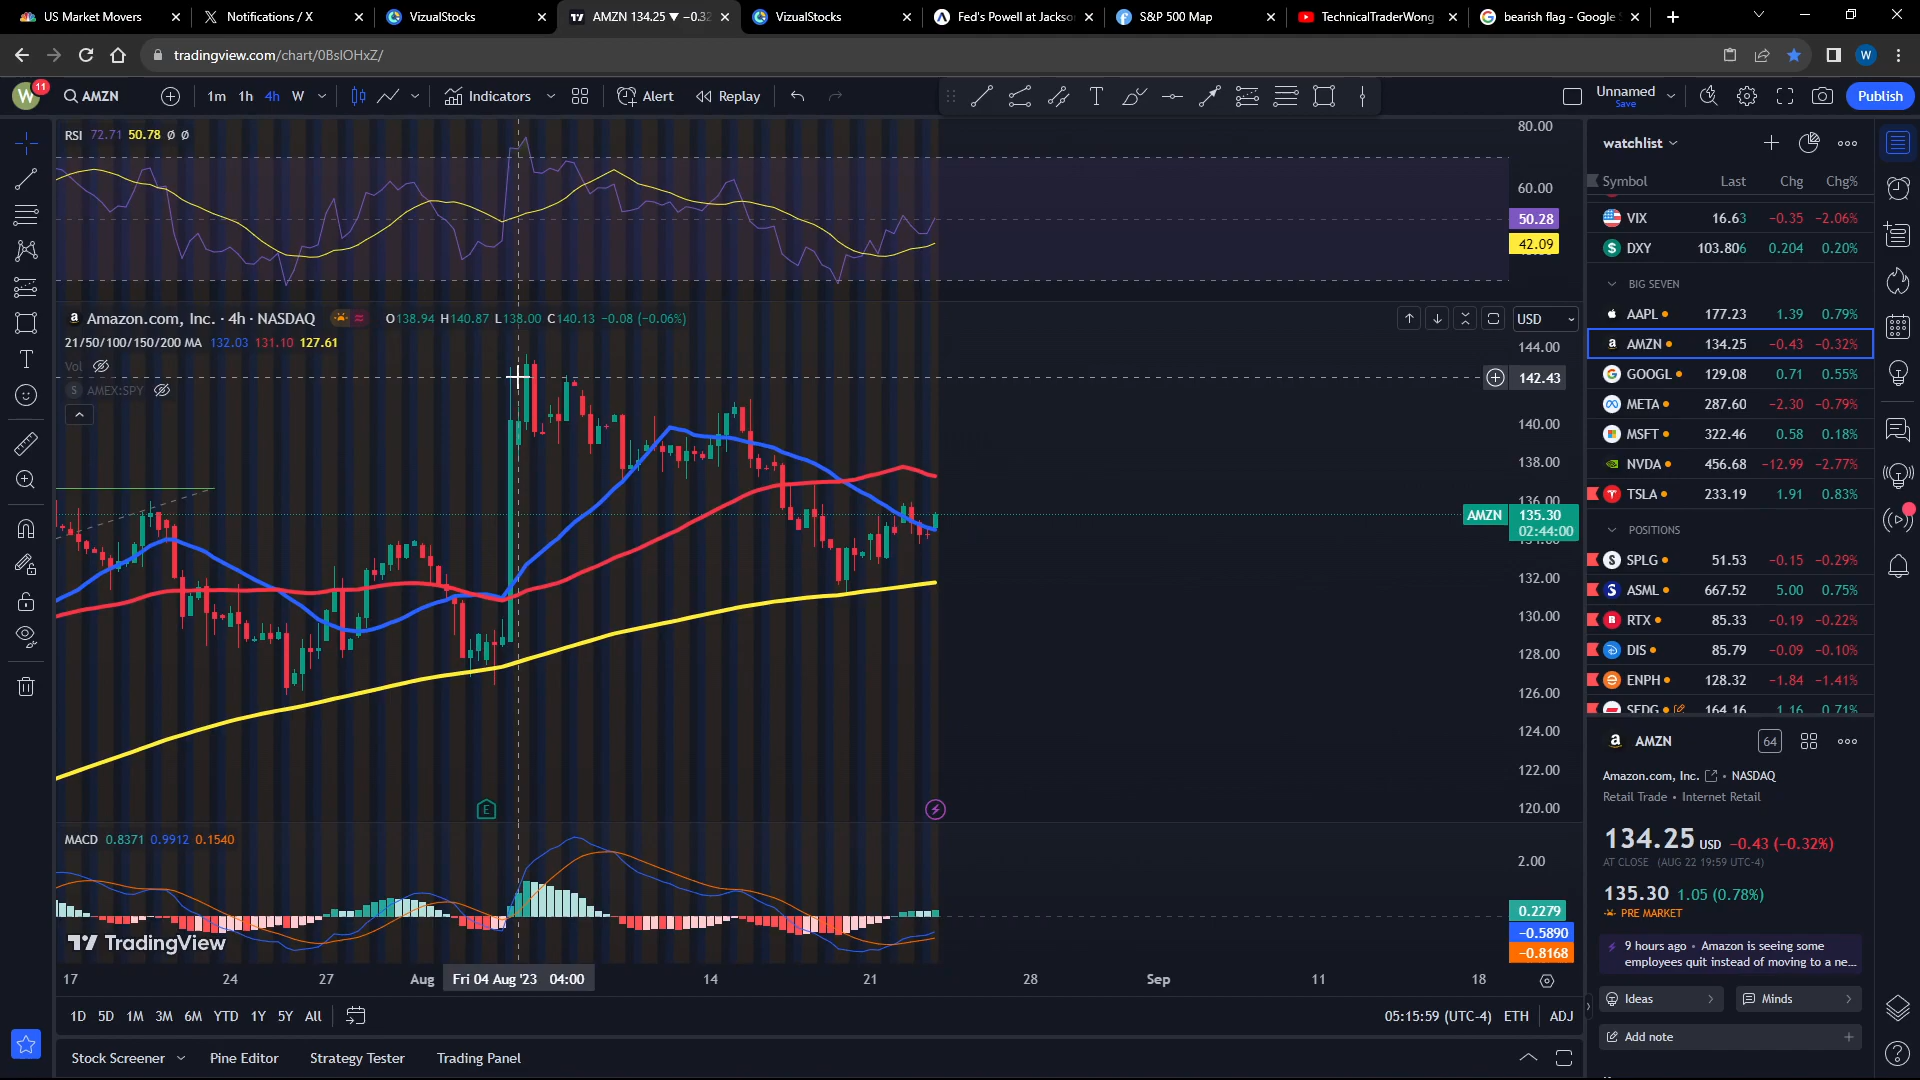 US Market Movers
Notifications / X
VizualStocks
AMZN 134.25 ▼ −0.32
VizualStocks
Fed's Powell at Jackso
S&P 500 Map
TechnicalTraderWong
bearish flag - Google S
tradingview.com/chart/0BsIOHxZ/
W
W 11
AMZN
1m 1h 4h W
Indicators
Alert
Replay
Unnamed
Save
Publish
RSI 72.71 50.78 ø ø
80.00
60.00
50.28
42.09
Amazon.com, Inc. · 4h · NASDAQ O138.94 H140.87 L138.00 C140.13 −0.08 (−0.06%)
USD
21/50/100/150/200 MA 132.03 131.10 127.61
Vol
S AMEX:SPY
144.00
142.43
140.00
138.00
136.00
AMZN 135.30
02:44:00
132.00
130.00
128.00
126.00
124.00
122.00
120.00
E
MACD 0.8371 0.9912 0.1540
2.00
0.2279
−0.5890
−0.8168
TradingView
17 24 27 Aug Fri 04 Aug '23 04:00 14 21 28 Sep 11 18
1D 5D 1M 3M 6M YTD 1Y 5Y All
05:15:59 (UTC-4) ETH ADJ
Stock Screener Pine Editor Strategy Tester Trading Panel
watchlist
Symbol Last Chg Chg%
VIX 16.63 −0.35 −2.06%
DXY 103.806 0.204 0.20%
BIG SEVEN
AAPL 177.23 1.39 0.79%
AMZN 134.25 −0.43 −0.32%
GOOGL 129.08 0.71 0.55%
META 287.60 −2.30 −0.79%
MSFT 322.46 0.58 0.18%
NVDA 456.68 −12.99 −2.77%
TSLA 233.19 1.91 0.83%
POSITIONS
SPLG 51.53 −0.15 −0.29%
ASML 667.52 5.00 0.75%
RTX 85.33 −0.19 −0.22%
DIS 85.79 −0.09 −0.10%
ENPH 128.32 −1.84 −1.41%
SEDG 164.16 1.16 0.71%
AMZN
64
Amazon.com, Inc. • NASDAQ
Retail Trade • Internet Retail
134.25 USD −0.43 (−0.32%)
AT CLOSE (AUG 22 19:59 UTC-4)
135.30 1.05 (0.78%)
PRE MARKET
9 hours ago • Amazon is seeing some
employees quit instead of moving to a ne...
Ideas
Minds
Add note